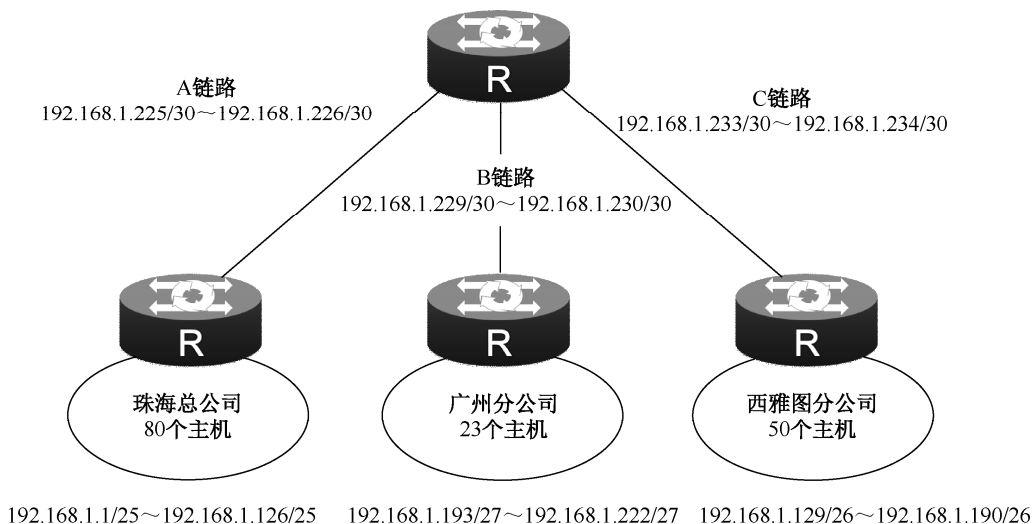 R
A链路
192.168.1.225/30～192.168.1.226/30
C链路
192.168.1.233/30～192.168.1.234/30
B链路
192.168.1.229/30～192.168.1.230/30
R
R
R
珠海总公司
80个主机
广州分公司
23个主机
西雅图分公司
50个主机
192.168.1.1/25～192.168.1.126/25
192.168.1.193/27～192.168.1.222/27
192.168.1.129/26～192.168.1.190/26